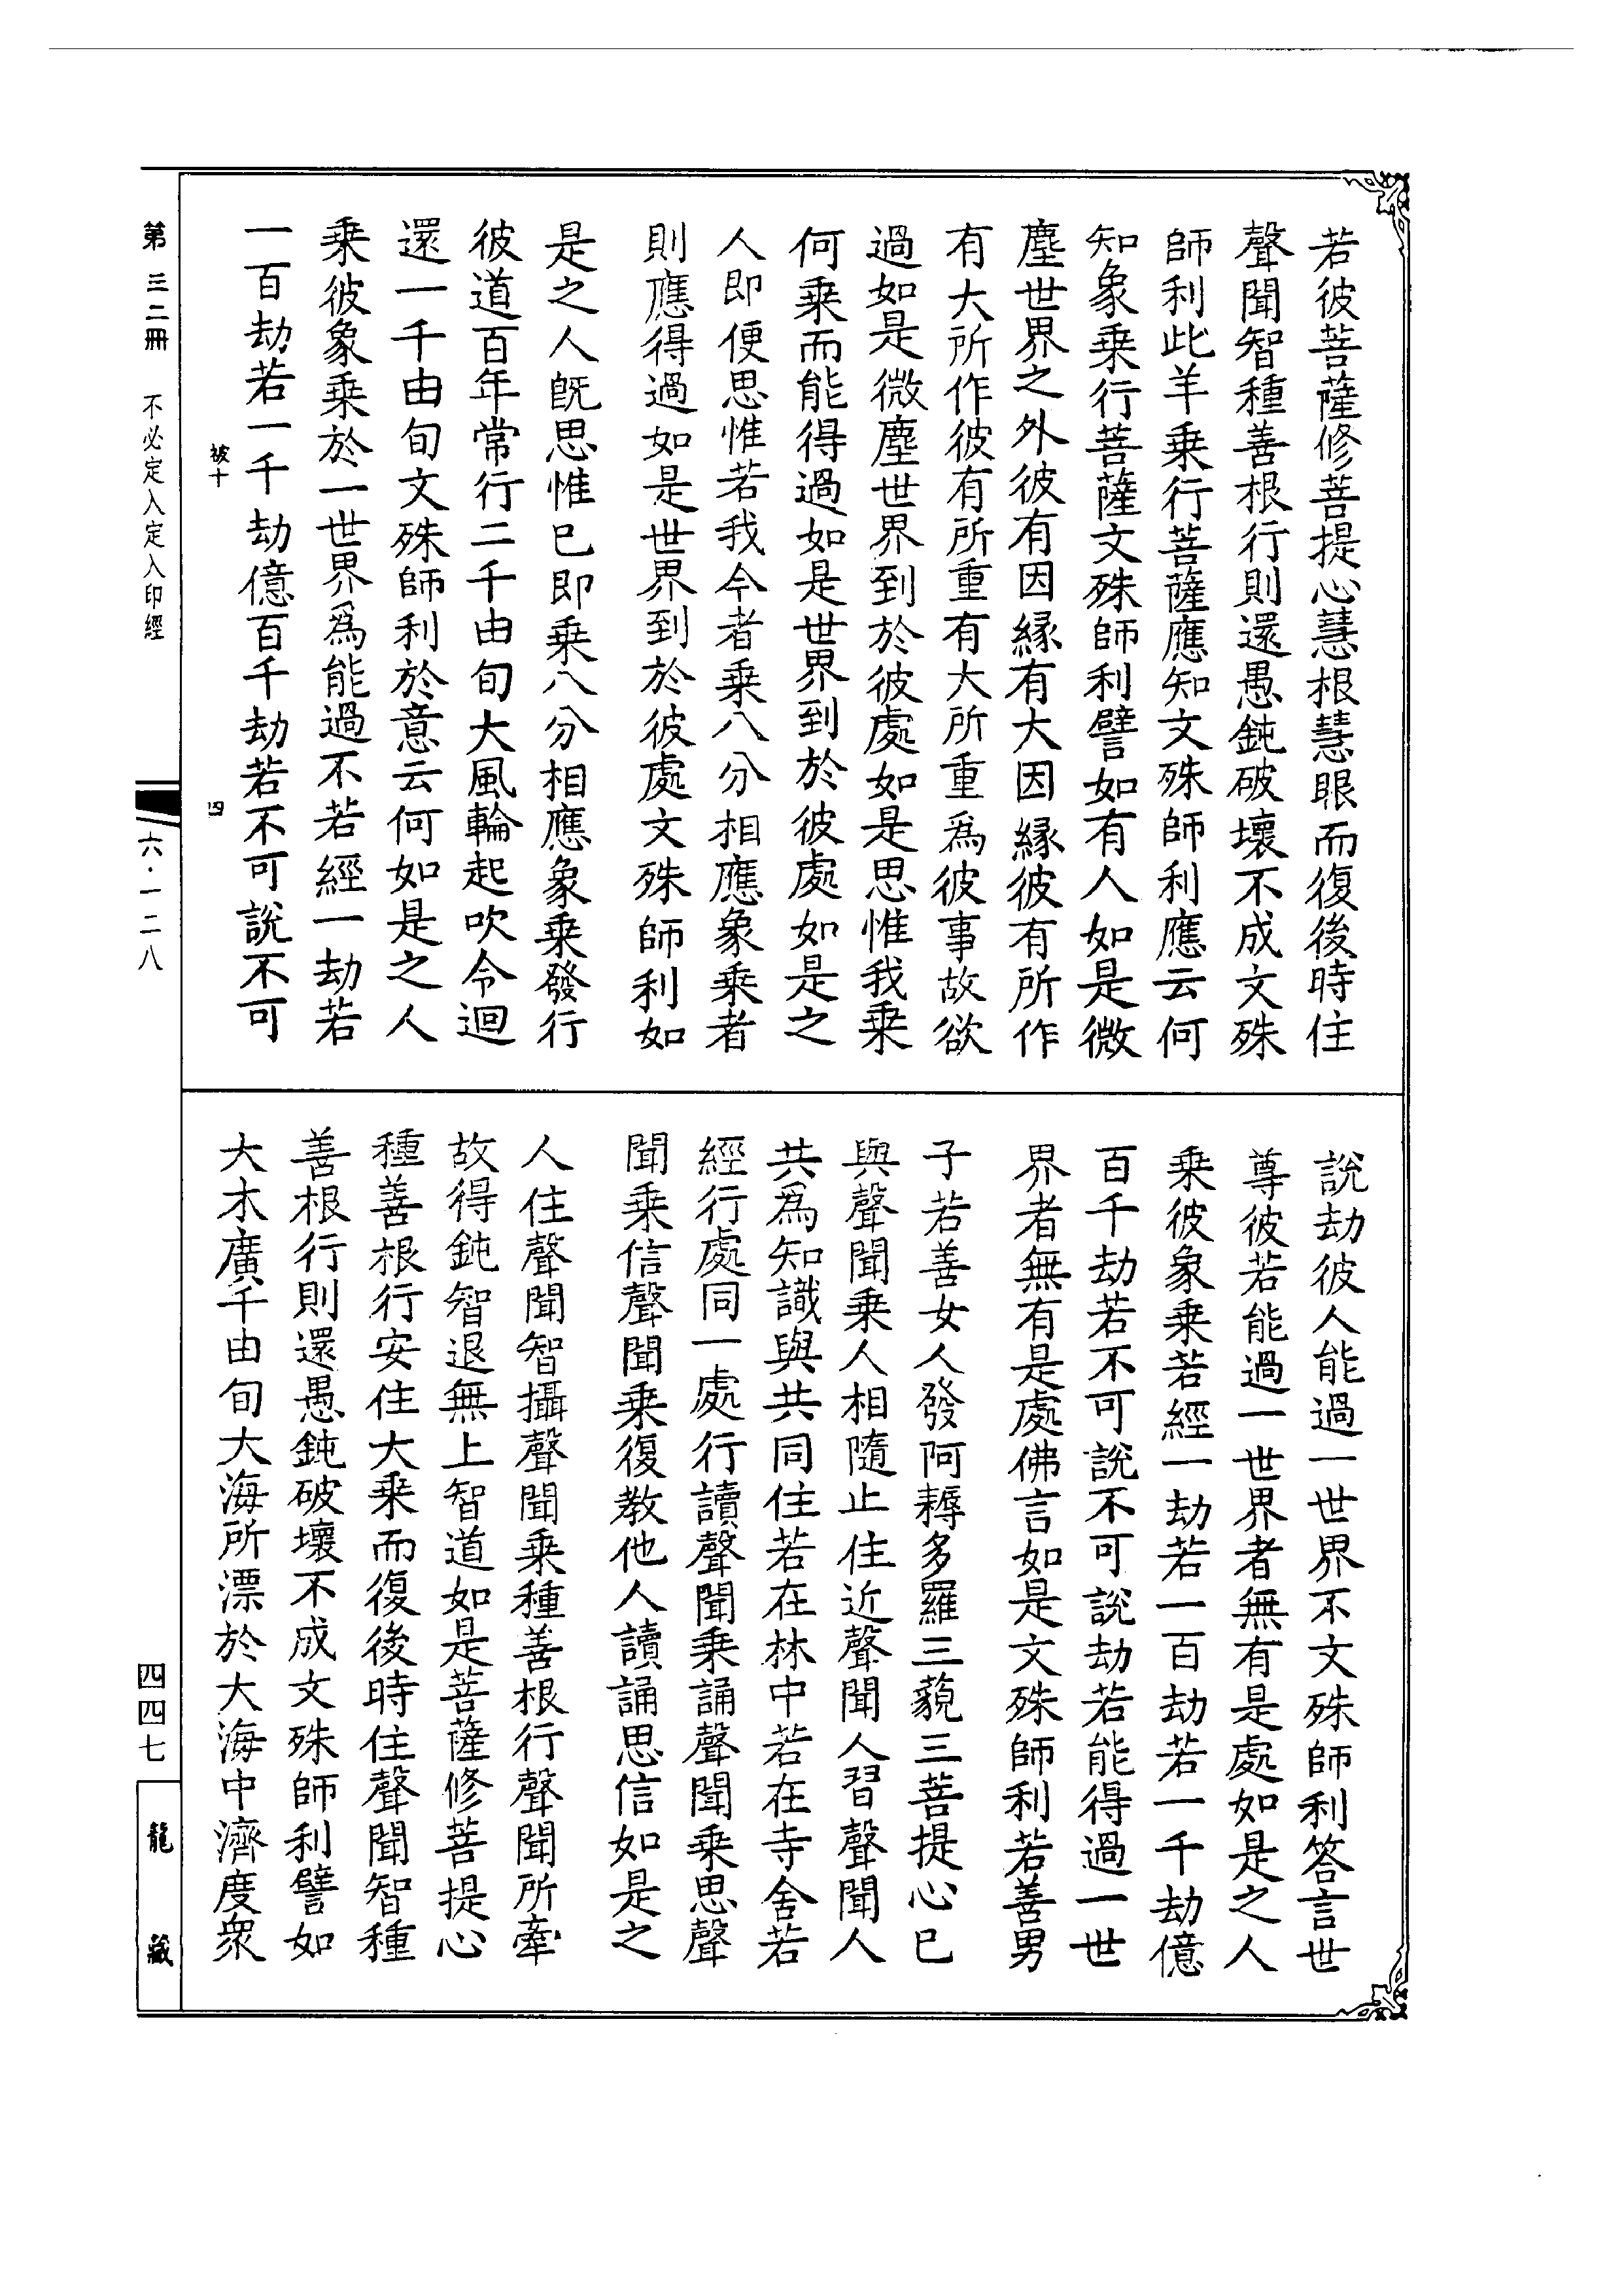 若彼菩薩修菩提心慧根慧眼而復後時住
聲聞智種善根行則還愚鈍破壞不成文殊
師利此羊乘行菩薩應知文殊師利應云何
知象乘行菩薩文殊師利譬如有人如是微
塵世界之外彼有因緣有大因緣彼有所作
有大所作彼有所重有大所重爲彼事故欲
過如是微塵世界到於彼處如是思惟我乘
何乘而能得過如是世界到於彼處如是之
人即便思惟若我今者乘八分相應象乘者
則應得過如是世界到於彼處文殊師利如
是之人旣思惟已即乘八分相應象乘發行
彼道百年常行二千由旬大風輪起吹令迴
還一千由旬文殊師利於意云何如是之人
乘彼象乘於一世界爲能過不若經一劫若
一百劫若一千劫億百千劫若不可說不可
說劫彼人能過一世界不文殊師利答言世
尊彼若能過一世界者無有是處如是之人
乘彼象乘若經一劫若一百劫若一千劫億
百千劫若不可說不可說劫若能得過一世
界者無有是處佛言如是文殊師利若善男
子若善女人發阿耨多羅三藐三菩提心已
與聲聞乘人相隨止住近聲聞人習聲聞人
共爲知識與共同住若在林中若在寺舍若
經行處同一處行讀聲聞乘誦聲聞乘思聲
聞乘信聲聞乘復教他人讀誦思信如是之
人住聲聞智攝聲聞乘種善根行聲聞所牽
故得鈍智退無上智道如是菩薩修菩提心
種善根行安住大乘而復後時住聲聞智種
善根行則還愚鈍破壞不成文殊師利譬如
大木廣千由旬大海所漂於大海中濟度衆
被十
四
第三二冊
不必定入定入印經
六·一二八
四四七
龍藏